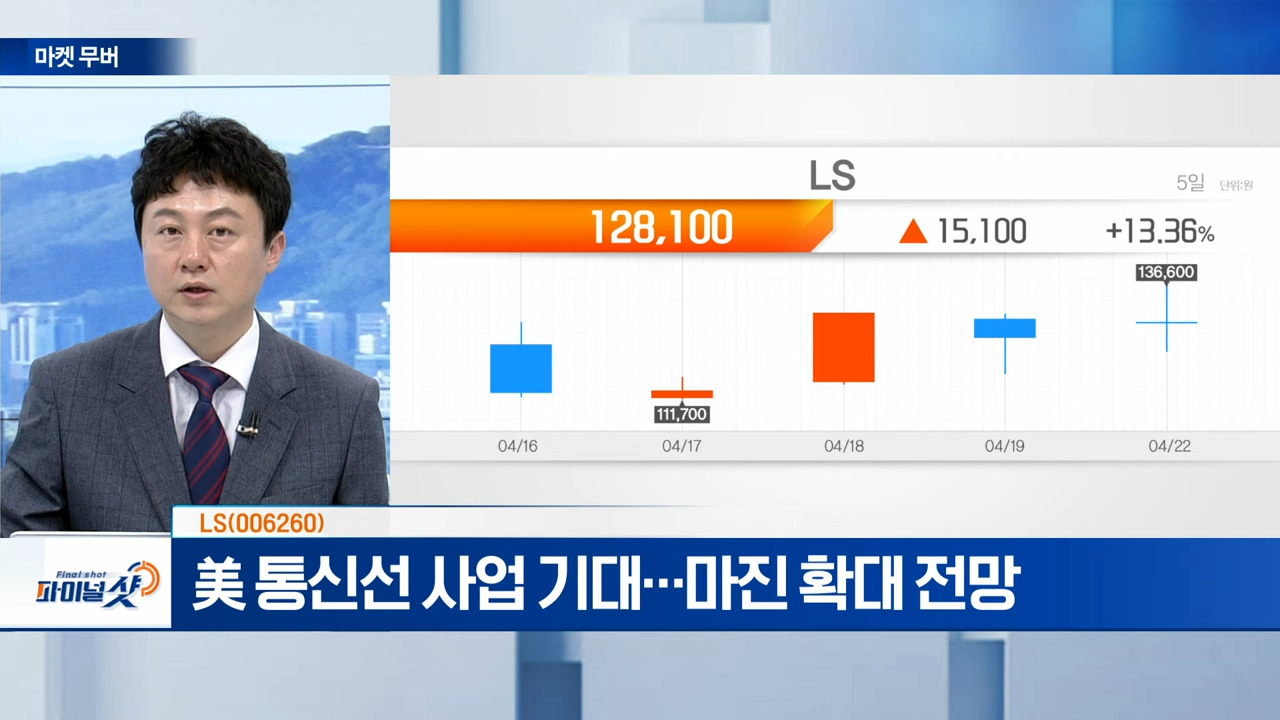 마켓 무버
LS
5일 단위:원
128,100 ▲ 15,100 +13.36%
136,600
111,700
04/16 04/17 04/18 04/19 04/22
LS(006260)
Final shot
파이널샷
美 통신선 사업 기대…마진 확대 전망